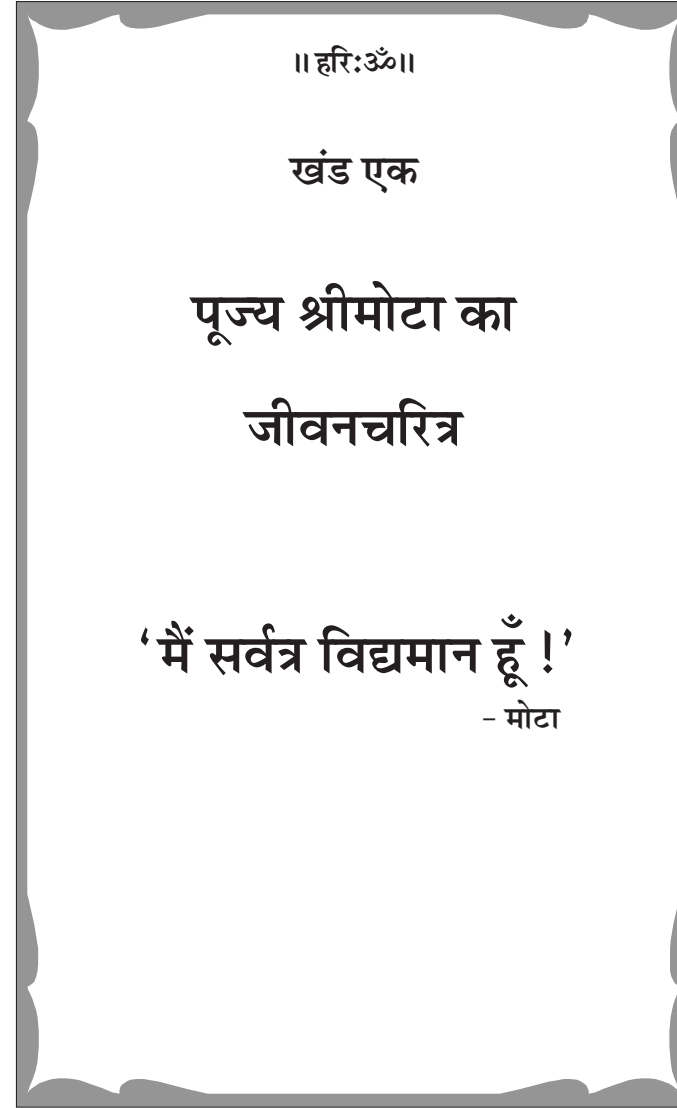 ॥ हरि:ॐ॥
खंड एक
पूज्य श्रीमोटा का
जीवनचरित्र
‘मैं सर्वत्र विद्यमान हूँ !’
- मोटा